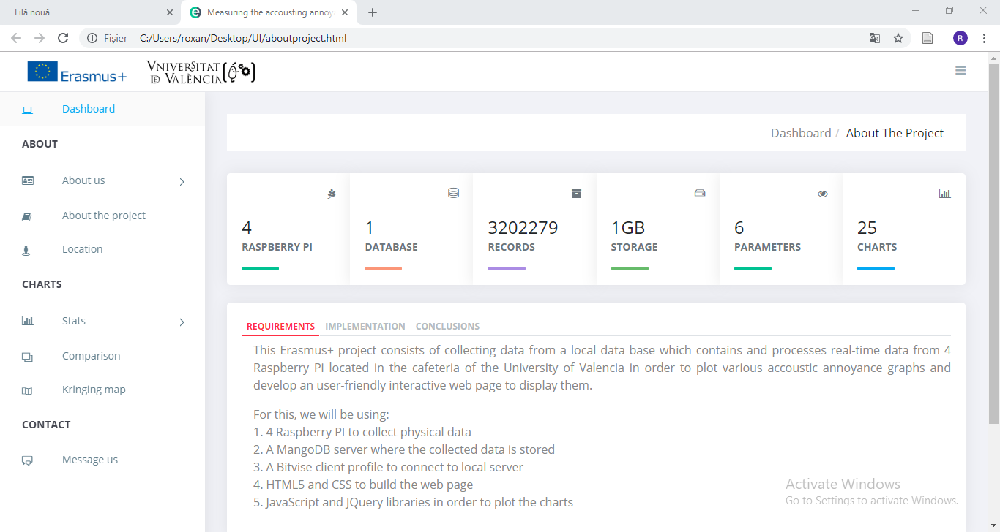 Filă nouă
Measuring the accousting annoy
Fișier
C:/Users/roxan/Desktop/UI/aboutproject.html
R
Erasmus+
VNIVERSITAT
DE VALÈNCIA
Dashboard
ABOUT
About us
About the project
Location
CHARTS
Stats
Comparison
Kringing map
CONTACT
Message us
Dashboard / About The Project
4
RASPBERRY PI
1
DATABASE
3202279
RECORDS
1GB
STORAGE
6
PARAMETERS
25
CHARTS
REQUIREMENTS IMPLEMENTATION CONCLUSIONS
This Erasmus+ project consists of collecting data from a local data base which contains and processes real-time data from 4
Raspberry Pi located in the cafeteria of the University of Valencia in order to plot various accoustic annoyance graphs and
develop an user-friendly interactive web page to display them.
For this, we will be using:
1. 4 Raspberry PI to collect physical data
2. A MangoDB server where the collected data is stored
3. A Bitvise client profile to connect to local server
4. HTML5 and CSS to build the web page
5. JavaScript and JQuery libraries in order to plot the charts
Activate Windows
Go to Settings to activate Windows.